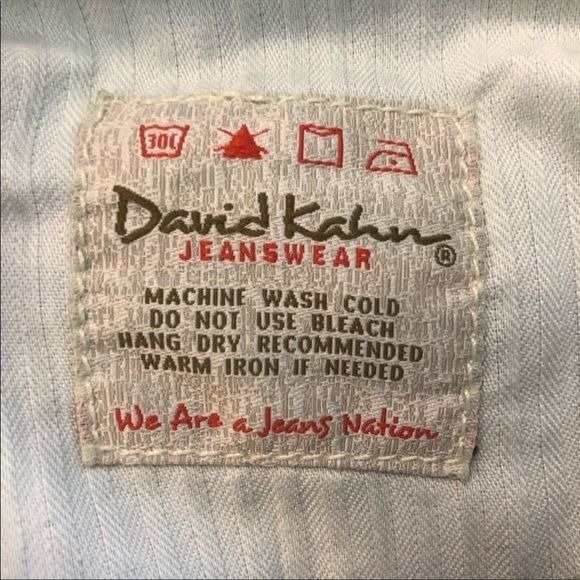 30C
David Kahn®
JEANSWEAR
MACHINE WASH COLD
DO NOT USE BLEACH
HANG DRY RECOMMENDED
WARM IRON IF NEEDED
We Are a Jeans Nation